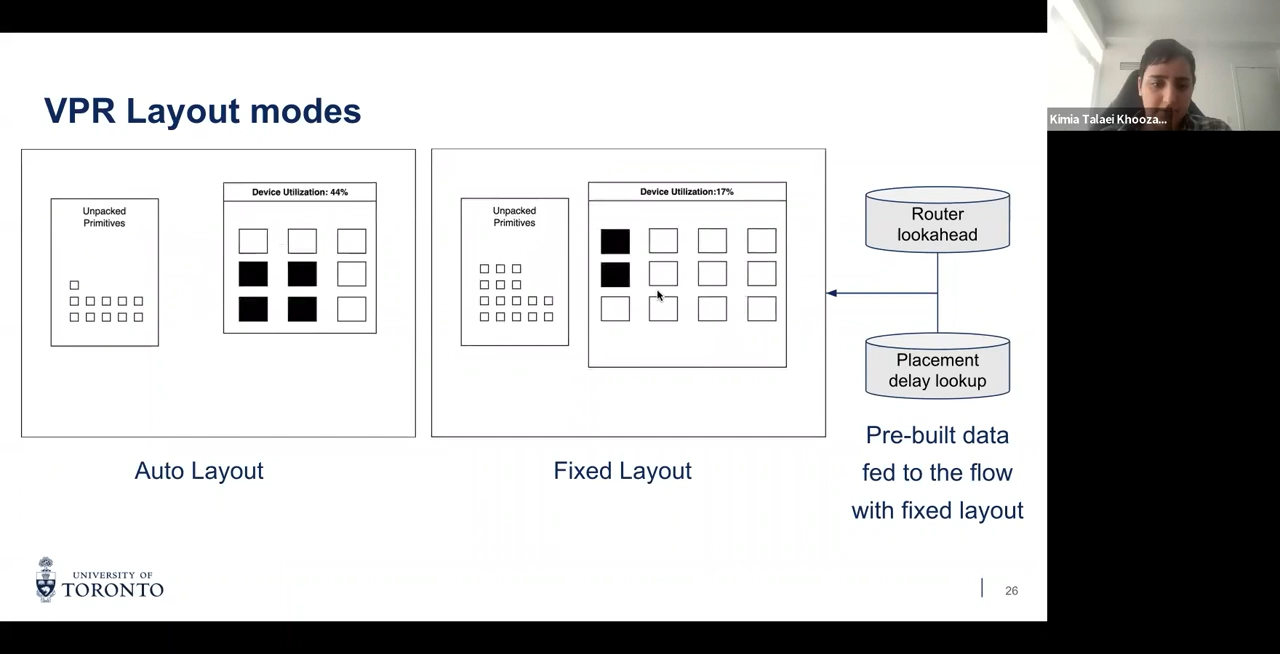 VPR Layout modes
Unpacked
Primitives
Device Utilization: 44%
Auto Layout
Unpacked
Primitives
Device Utilization:17%
Fixed Layout
Router
lookahead
Placement
delay lookup
Pre-built data
fed to the flow
with fixed layout
UNIVERSITY OF
TORONTO
26
Kimia Talaei Khooza...